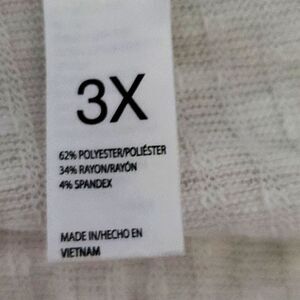 3X
62% POLYESTER/POLIÉSTER
34% RAYON/RAYÓN
4% SPANDEX
MADE IN/HECHO EN
VIETNAM